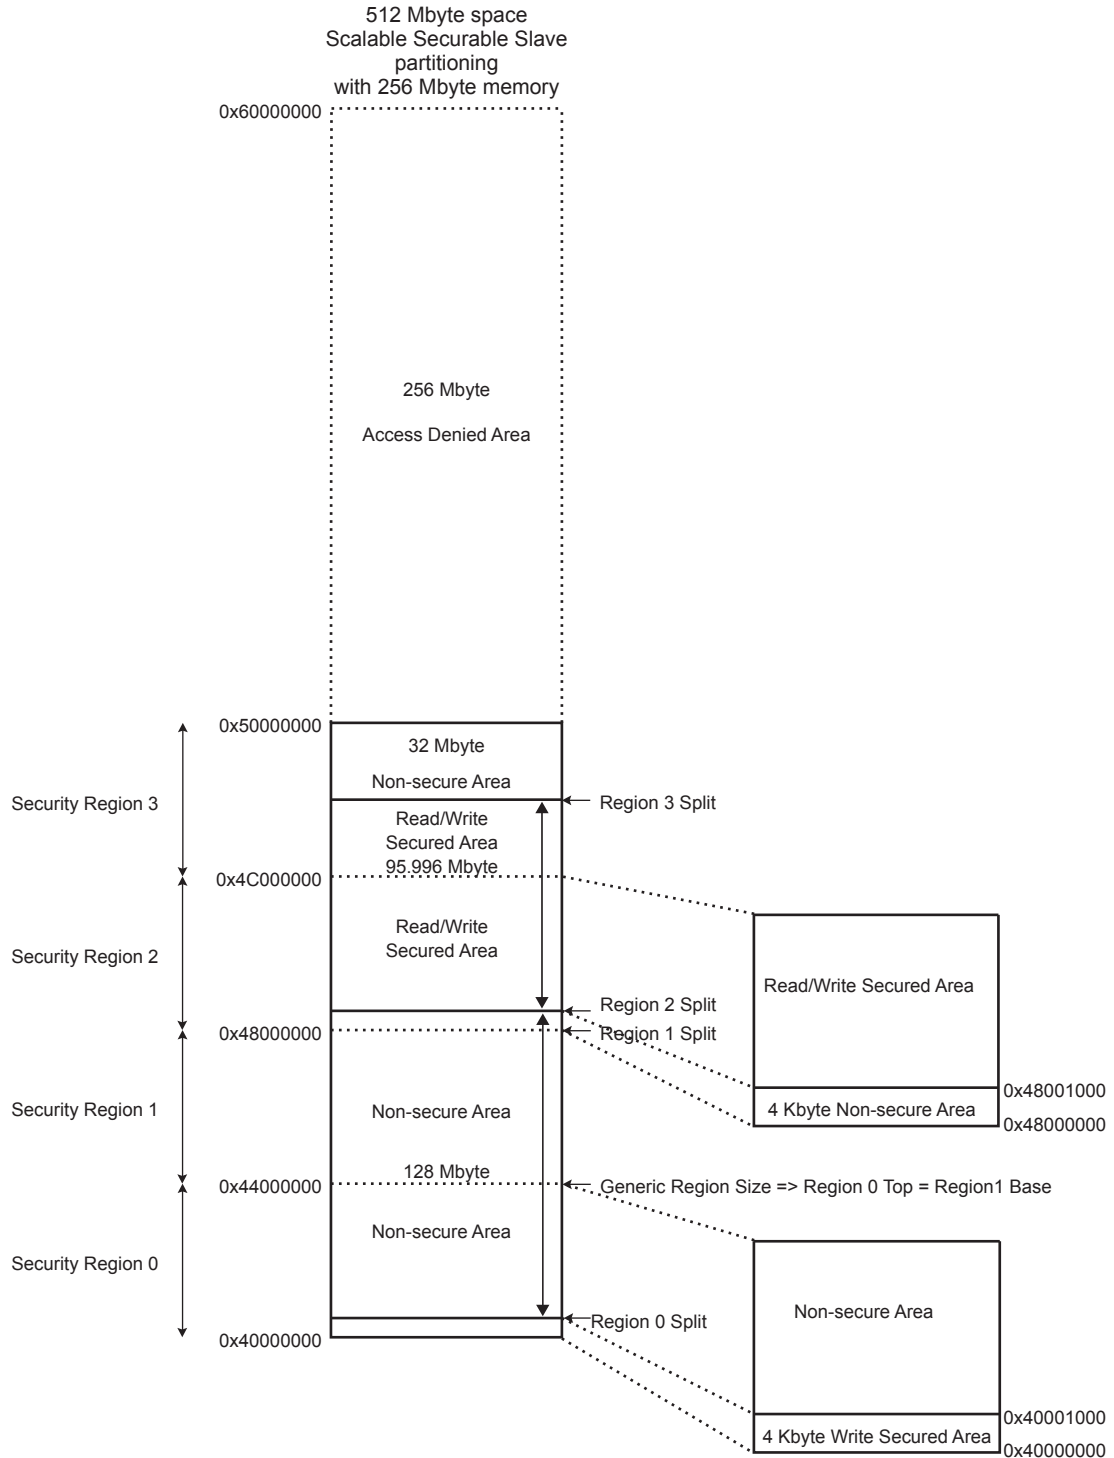 512 Mbyte space
Scalable Securable Slave
partitioning
with 256 Mbyte memory
0x60000000
256 Mbyte
Access Denied Area
0x50000000
32 Mbyte
Non-secure Area
Security Region 3
Region 3 Split
Read/Write
Secured Area
95.996 Mbyte
0x4C000000
Read/Write
Secured Area
Security Region 2
Read/Write Secured Area
Region 2 Split
0x48000000
Region 1 Split
0x48001000
4 Kbyte Non-secure Area
0x48000000
Security Region 1
Non-secure Area
128 Mbyte
0x44000000
Generic Region Size => Region 0 Top = Region1 Base
Non-secure Area
Security Region 0
Non-secure Area
Region 0 Split
0x40000000
0x40001000
4 Kbyte Write Secured Area
0x40000000